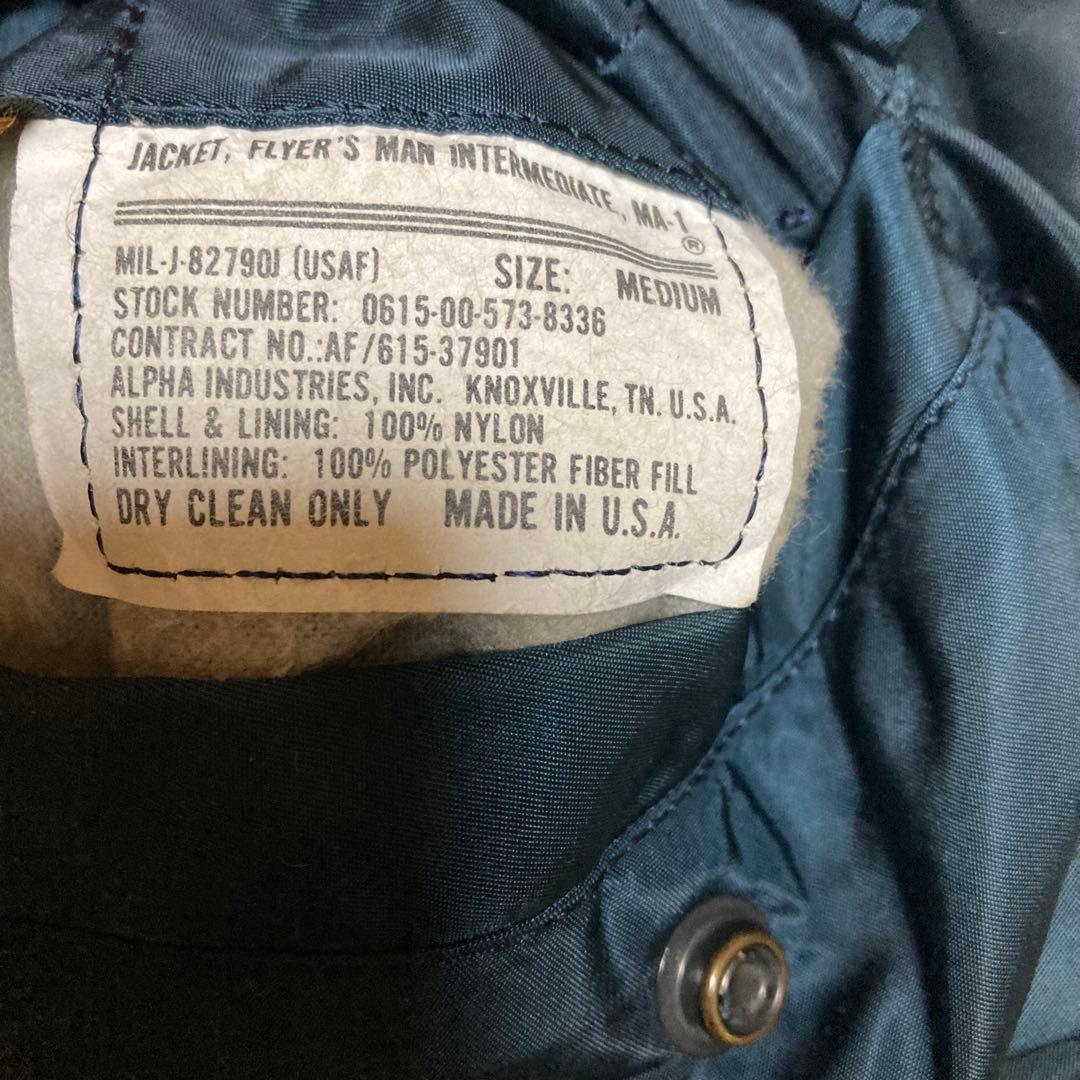 JACKET, FLYER'S MAN INTERMEDIATE, MA-1
®
MIL-J-82790J (USAF) SIZE: MEDIUM
STOCK NUMBER: 0615-00-573-8336
CONTRACT NO.:AF/615-37901
ALPHA INDUSTRIES, INC. KNOXVILLE, TN. U.S.A.
SHELL & LINING: 100% NYLON
INTERLINING: 100% POLYESTER FIBER FILL
DRY CLEAN ONLY MADE IN U.S.A.